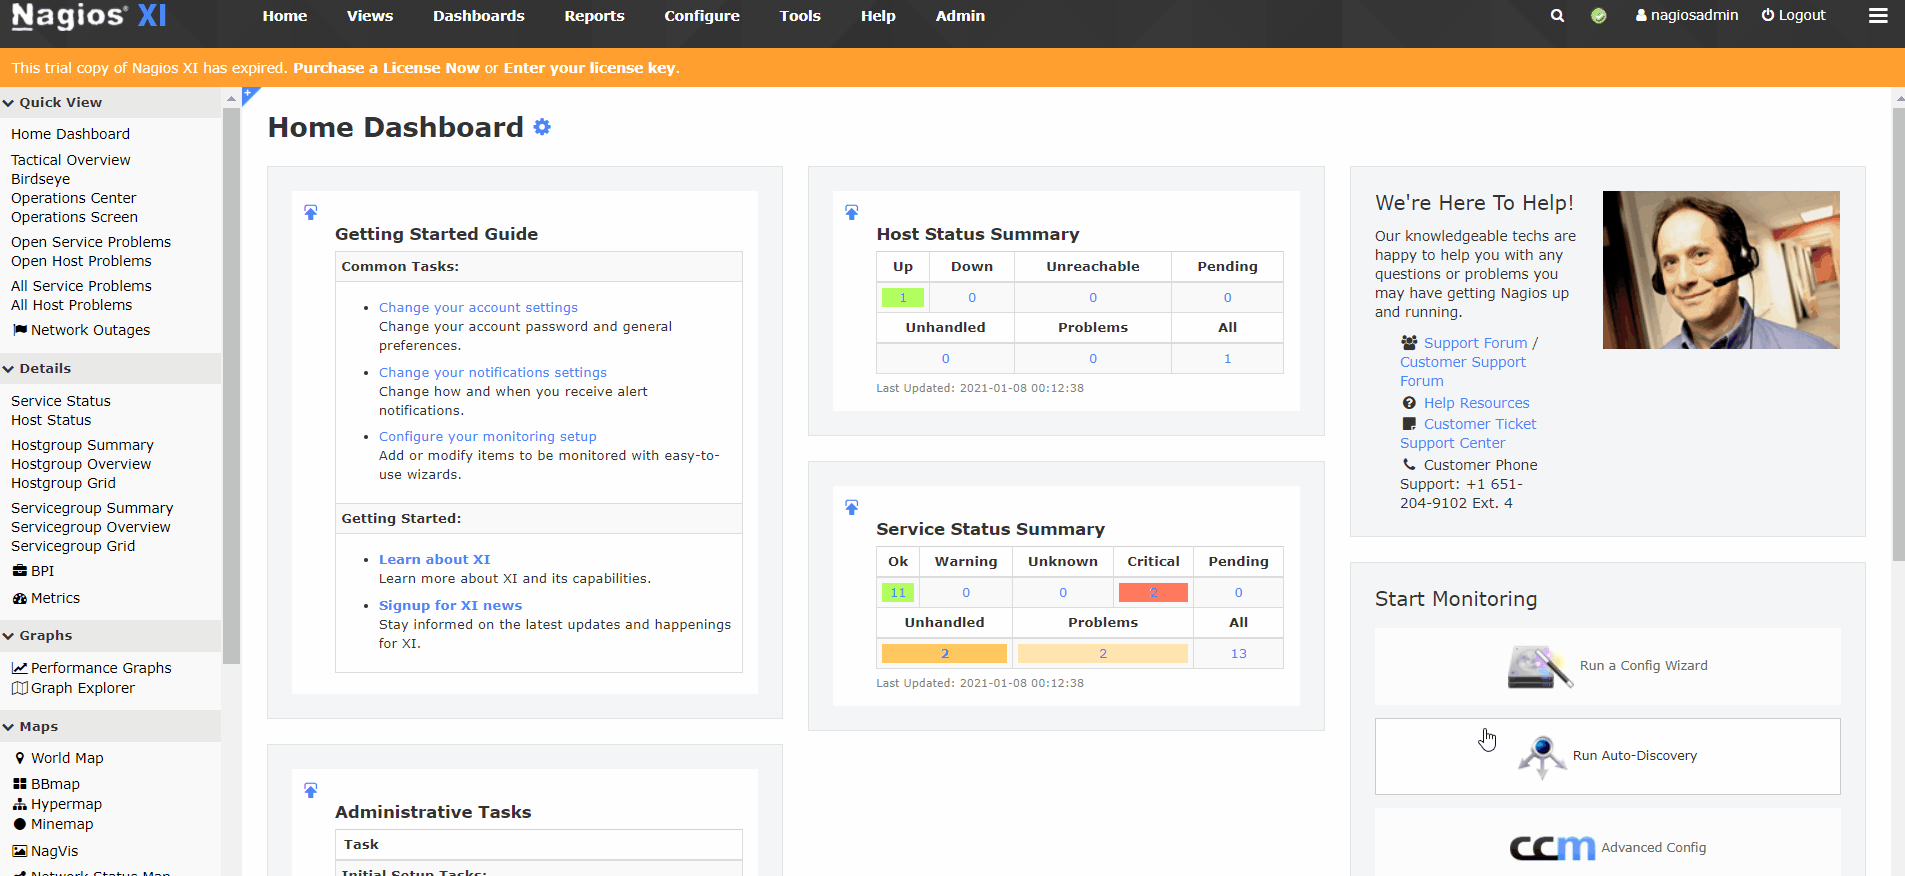 Nagios® XI
Home
Views
Dashboards
Reports
Configure
Tools
Help
Admin
nagiosadmin
Logout
This trial copy of Nagios XI has expired. Purchase a License Now or Enter your license key.
Quick View
Home Dashboard
Tactical Overview
Birdseye
Operations Center
Operations Screen
Open Service Problems
Open Host Problems
All Service Problems
All Host Problems
Network Outages
Details
Service Status
Host Status
Hostgroup Summary
Hostgroup Overview
Hostgroup Grid
Servicegroup Summary
Servicegroup Overview
Servicegroup Grid
BPI
Metrics
Graphs
Performance Graphs
Graph Explorer
Maps
World Map
BBmap
Hypermap
Minemap
NagVis
Network Status Map
Home Dashboard
Getting Started Guide
Common Tasks:
Change your account settings
Change your account password and general
preferences.
Change your notifications settings
Change how and when you receive alert
notifications.
Configure your monitoring setup
Add or modify items to be monitored with easy-to-
use wizards.
Getting Started:
Learn about XI
Learn more about XI and its capabilities.
Signup for XI news
Stay informed on the latest updates and happenings
for XI.
Administrative Tasks
Task
Initial Setup Tasks:
Host Status Summary
Up Down Unreachable Pending
1 0 0 0
Unhandled Problems All
0 0 1
Last Updated: 2021-01-08 00:12:38
Service Status Summary
Ok Warning Unknown Critical Pending
11 0 0 2 0
Unhandled Problems All
2 2 13
Last Updated: 2021-01-08 00:12:38
We're Here To Help!
Our knowledgeable techs are
happy to help you with any
questions or problems you
may have getting Nagios up
and running.
Support Forum /
Customer Support
Forum
Help Resources
Customer Ticket
Support Center
Customer Phone
Support: +1 651-
204-9102 Ext. 4
Start Monitoring
Run a Config Wizard
Run Auto-Discovery
ccm Advanced Config